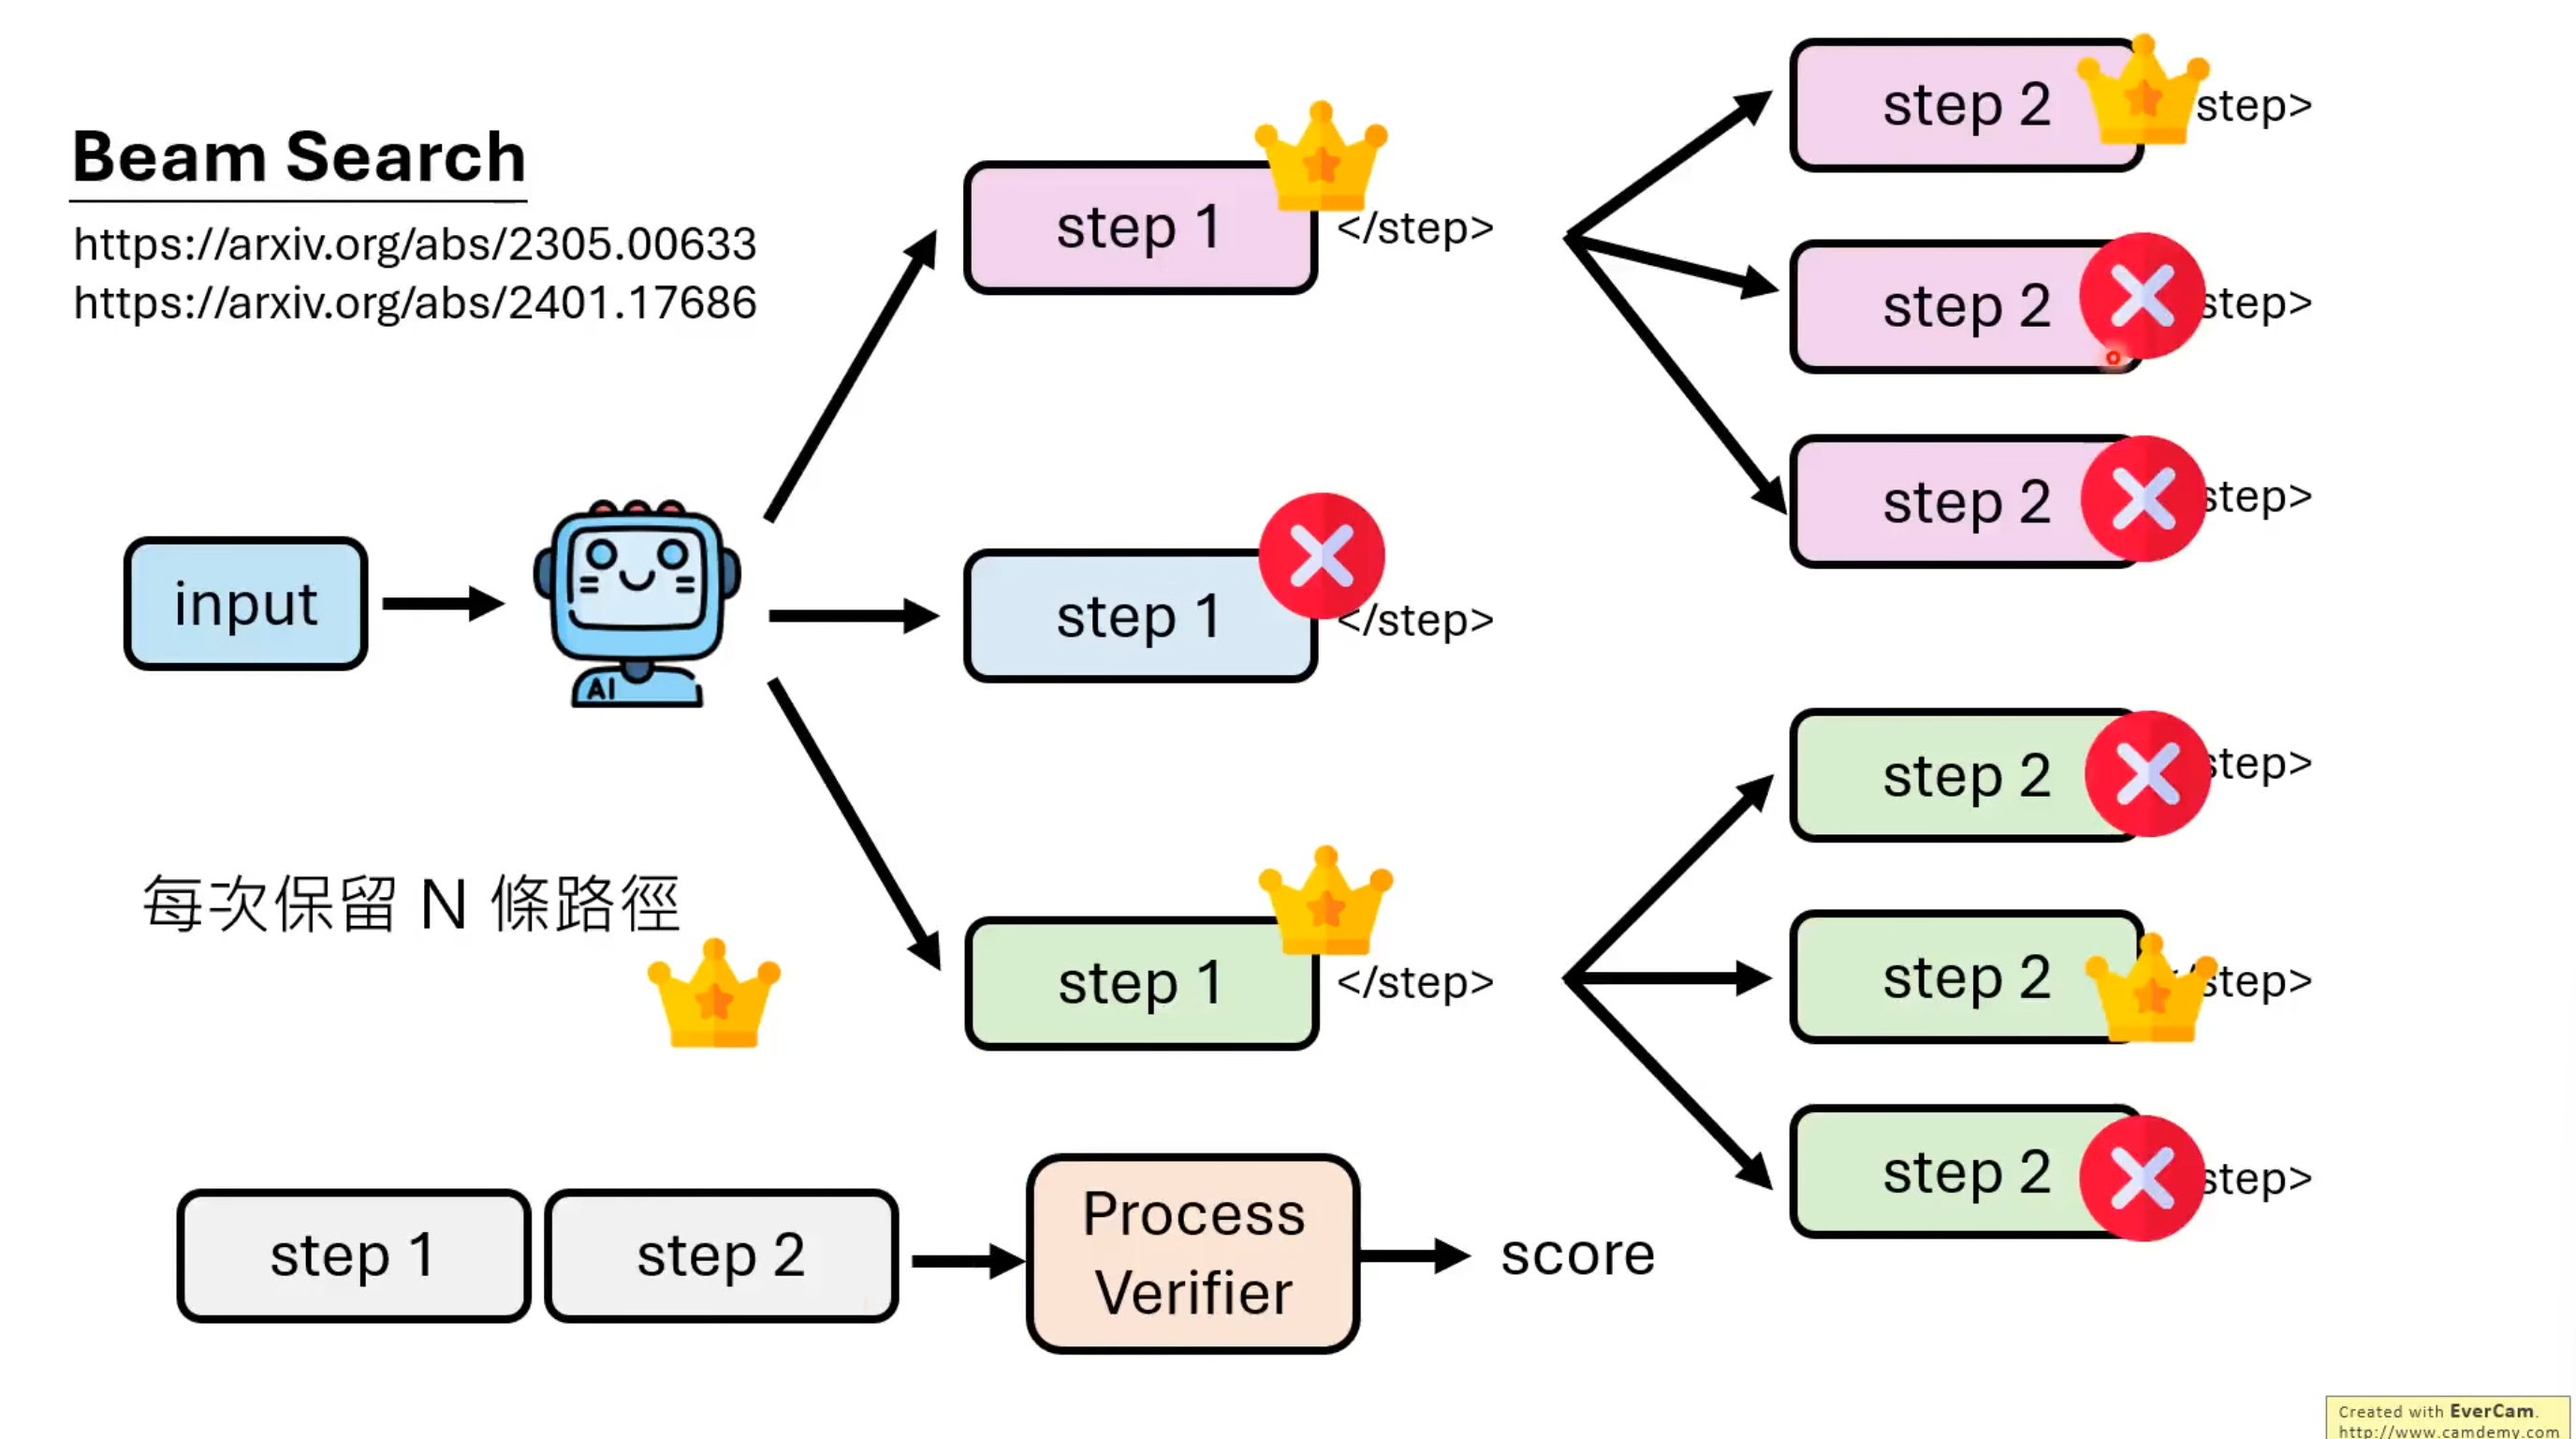 Beam Search
https://arxiv.org/abs/2305.00633
https://arxiv.org/abs/2401.17686
input
AI
step 1
</step>
step 1
</step>
step 1
</step>
step 2
step>
step 2
step>
step 2
step>
step 2
step>
step 2
step>
step 2
step>
每次保留 N 條路徑
step 1
step 2
Process
Verifier
score
Created with EverCam.
http://www.camdemy.com